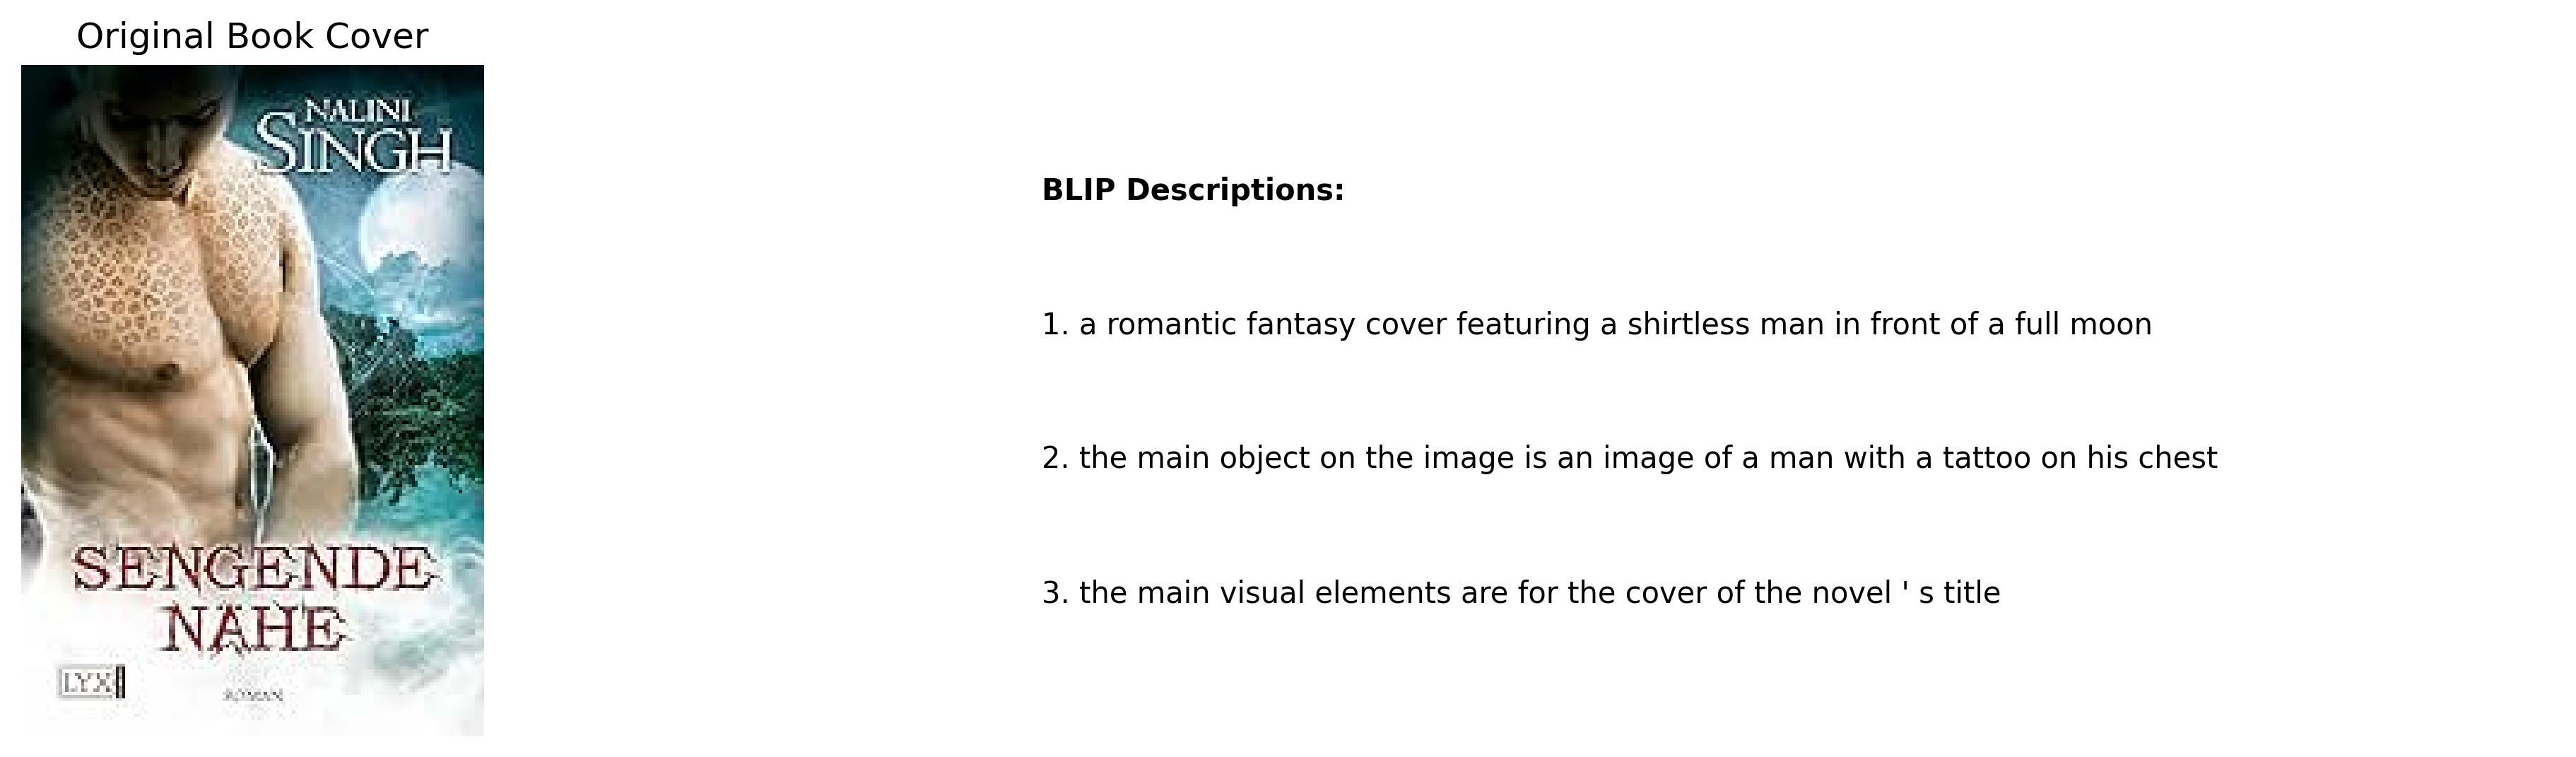 Original Book Cover
NALINI
SINGH
SENGENDE
NÄHE
LYX
ROMAN
BLIP Descriptions:
1. a romantic fantasy cover featuring a shirtless man in front of a full moon
2. the main object on the image is an image of a man with a tattoo on his chest
3. the main visual elements are for the cover of the novel ' s title